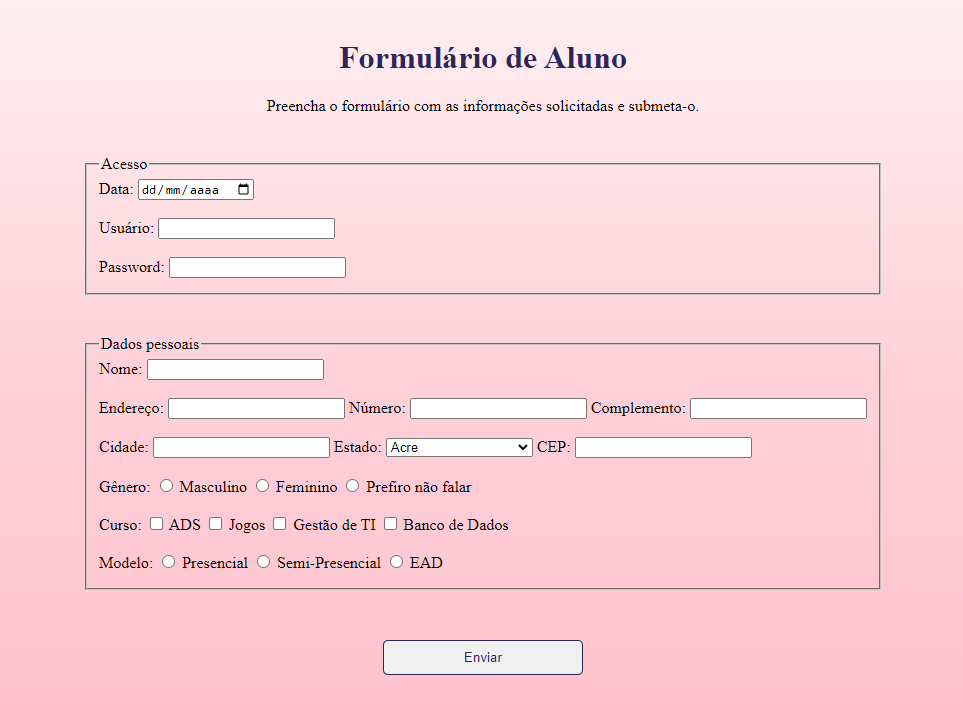 Formulário de Aluno
Preencha o formulário com as informações solicitadas e submeta-o.
Acesso
Data: dd/mm/aaaa
Usuário:
Password:
Dados pessoais
Nome:
Endereço: Número: Complemento:
Cidade: Estado: Acre CEP:
Gênero: Masculino Feminino Prefiro não falar
Curso: ADS Jogos Gestão de TI Banco de Dados
Modelo: Presencial Semi-Presencial EAD
Enviar